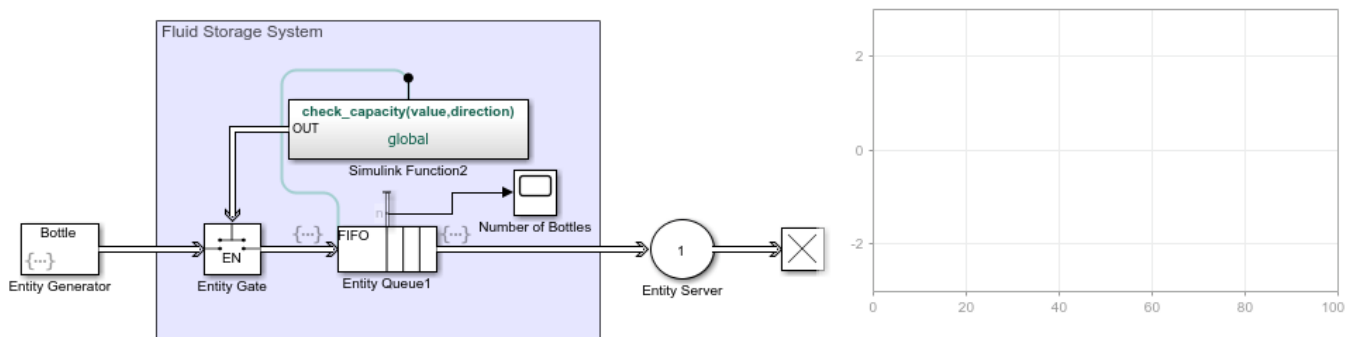 Fluid Storage System
check_capacity(value,direction)
OUT
global
Simulink Function2
n
Number of Bottles
Bottle
{...}
Entity Generator
EN
Entity Gate
{...}
FIFO
{...}
Entity Queue1
1
Entity Server
2
0
-2
0
20
40
60
80
100